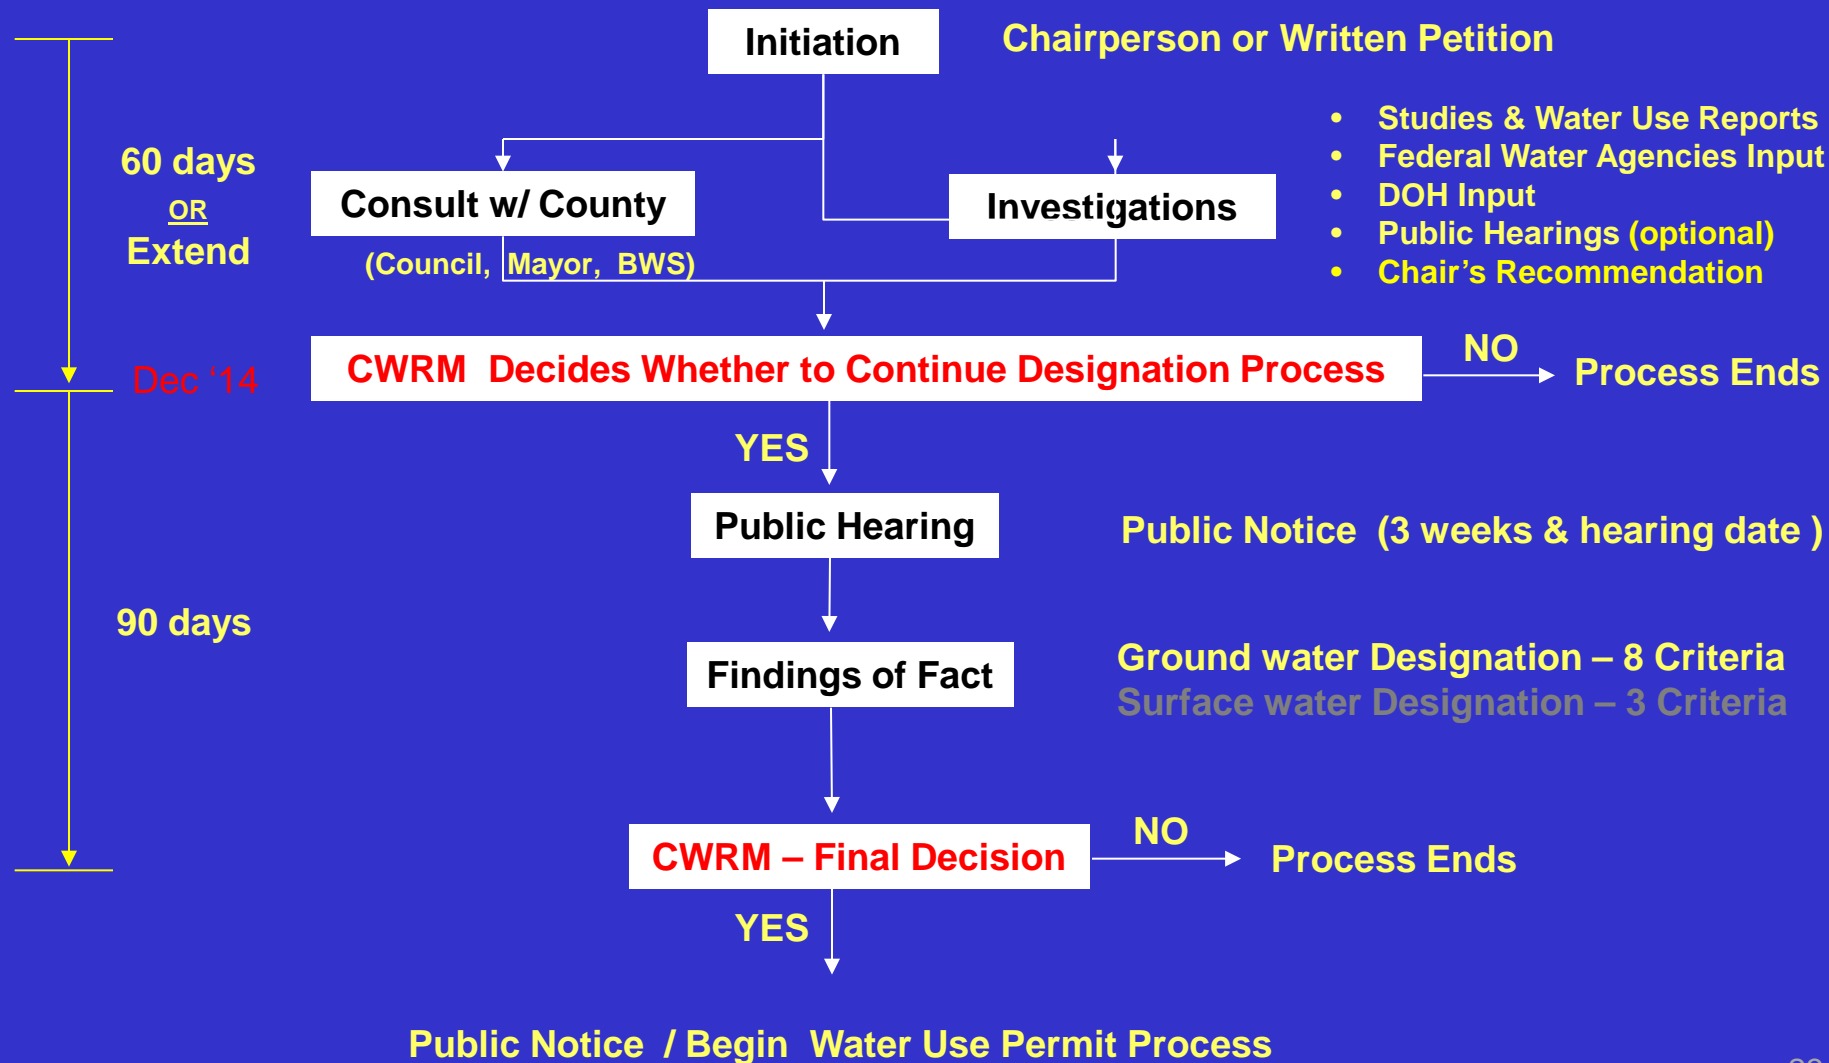 Initiation
Chairperson or Written Petition
• Studies & Water Use Reports
• Federal Water Agencies Input
• DOH Input
• Public Hearings (optional)
• Chair's Recommendation
60 days
OR
Extend
Consult w/ County
(Council, Mayor, BWS)
Investigations
Dec '14
CWRM Decides Whether to Continue Designation Process
NO
Process Ends
YES
Public Hearing
Public Notice (3 weeks & hearing date )
90 days
Findings of Fact
Ground water Designation – 8 Criteria
Surface water Designation – 3 Criteria
CWRM – Final Decision
NO
Process Ends
YES
Public Notice / Begin Water Use Permit Process